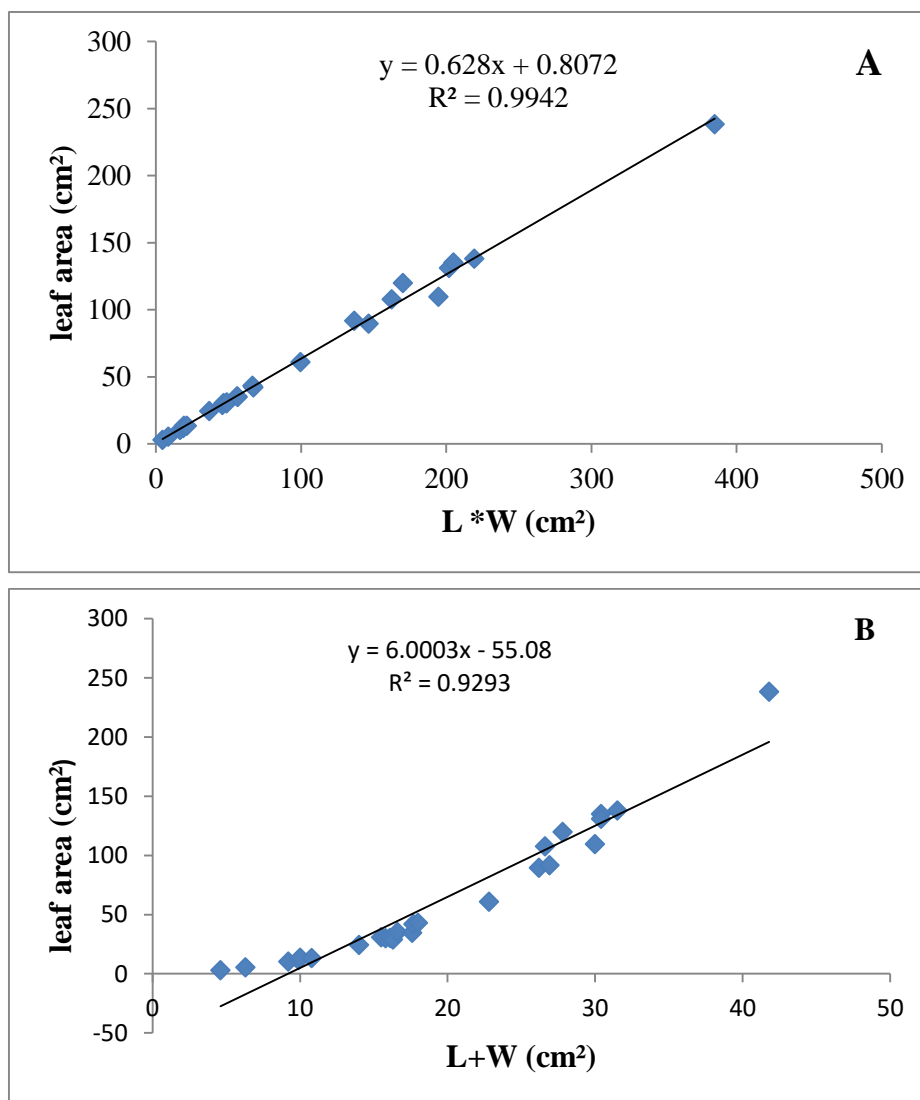 300
250
200
150
100
50
0
leaf area (cm²)
y = 0.628x + 0.8072
R² = 0.9942
A
0 100 200 300 400 500
L *W (cm²)
300
250
200
150
100
50
0
-50
leaf area (cm²)
y = 6.0003x - 55.08
R² = 0.9293
B
0 10 20 30 40 50
L+W (cm²)